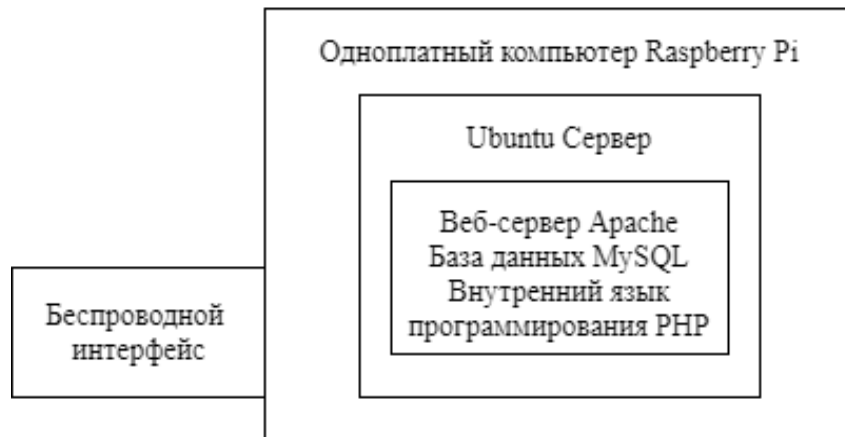 Одноплатный компьютер Raspberry Pi
Ubuntu Сервер
Веб-сервер Apache
База данных MySQL
Внутренний язык
программирования PHP
Беспроводной
интерфейс